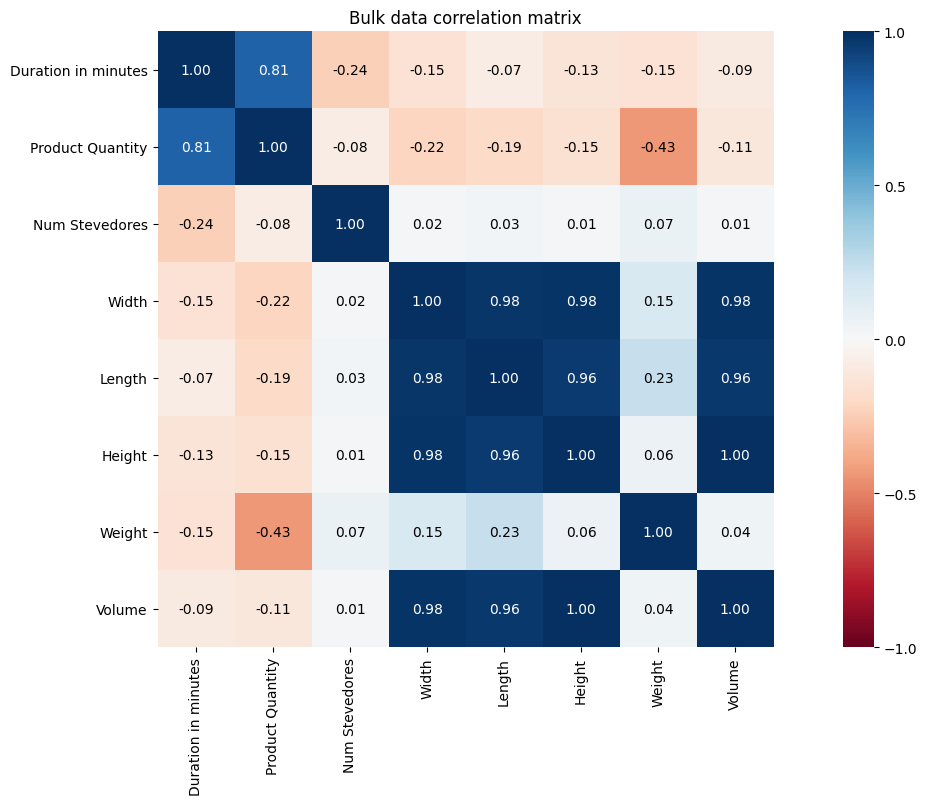 Bulk data correlation matrix
Duration in minutes 1.00 0.81 -0.24 -0.15 -0.07 -0.13 -0.15 -0.09
Product Quantity 0.81 1.00 -0.08 -0.22 -0.19 -0.15 -0.43 -0.11
Num Stevedores -0.24 -0.08 1.00 0.02 0.03 0.01 0.07 0.01
Width -0.15 -0.22 0.02 1.00 0.98 0.98 0.15 0.98
Length -0.07 -0.19 0.03 0.98 1.00 0.96 0.23 0.96
Height -0.13 -0.15 0.01 0.98 0.96 1.00 0.06 1.00
Weight -0.15 -0.43 0.07 0.15 0.23 0.06 1.00 0.04
Volume -0.09 -0.11 0.01 0.98 0.96 1.00 0.04 1.00
Duration in minutes
Product Quantity
Num Stevedores
Width
Length
Height
Weight
Volume
1.0
0.5
0.0
−0.5
−1.0